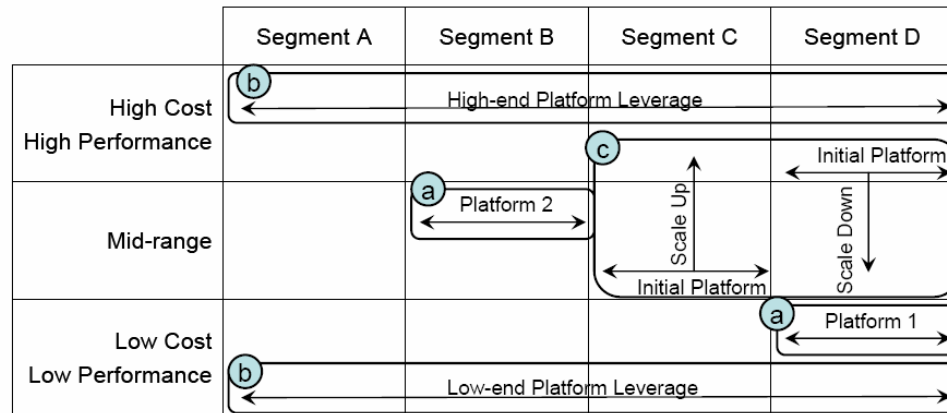 Segment A
Segment B
Segment C
Segment D
High Cost
High Performance
b
High-end Platform Leverage
c
Initial Platform
Mid-range
a
Platform 2
Scale Up
Scale Down
Initial Platform
Low Cost
Low Performance
a
Platform 1
b
Low-end Platform Leverage